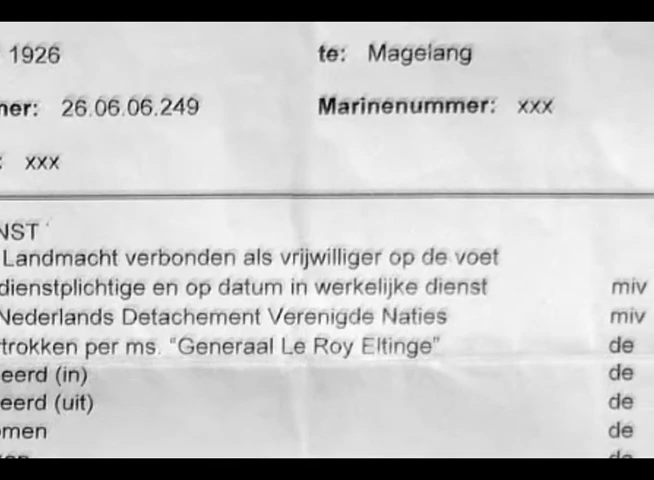 1926 te: Magelang
ner: 26.06.06.249 Marinenummer: xxx
: xxx
NST
Landmacht verbonden als vrijwilliger op de voet
dienstplichtige en op datum in werkelijke dienst miv
Nederlands Detachement Verenigde Naties miv
trokken per ms. “Generaal Le Roy Eltinge” de
eerd (in) de
eerd (uit) de
omen de
de